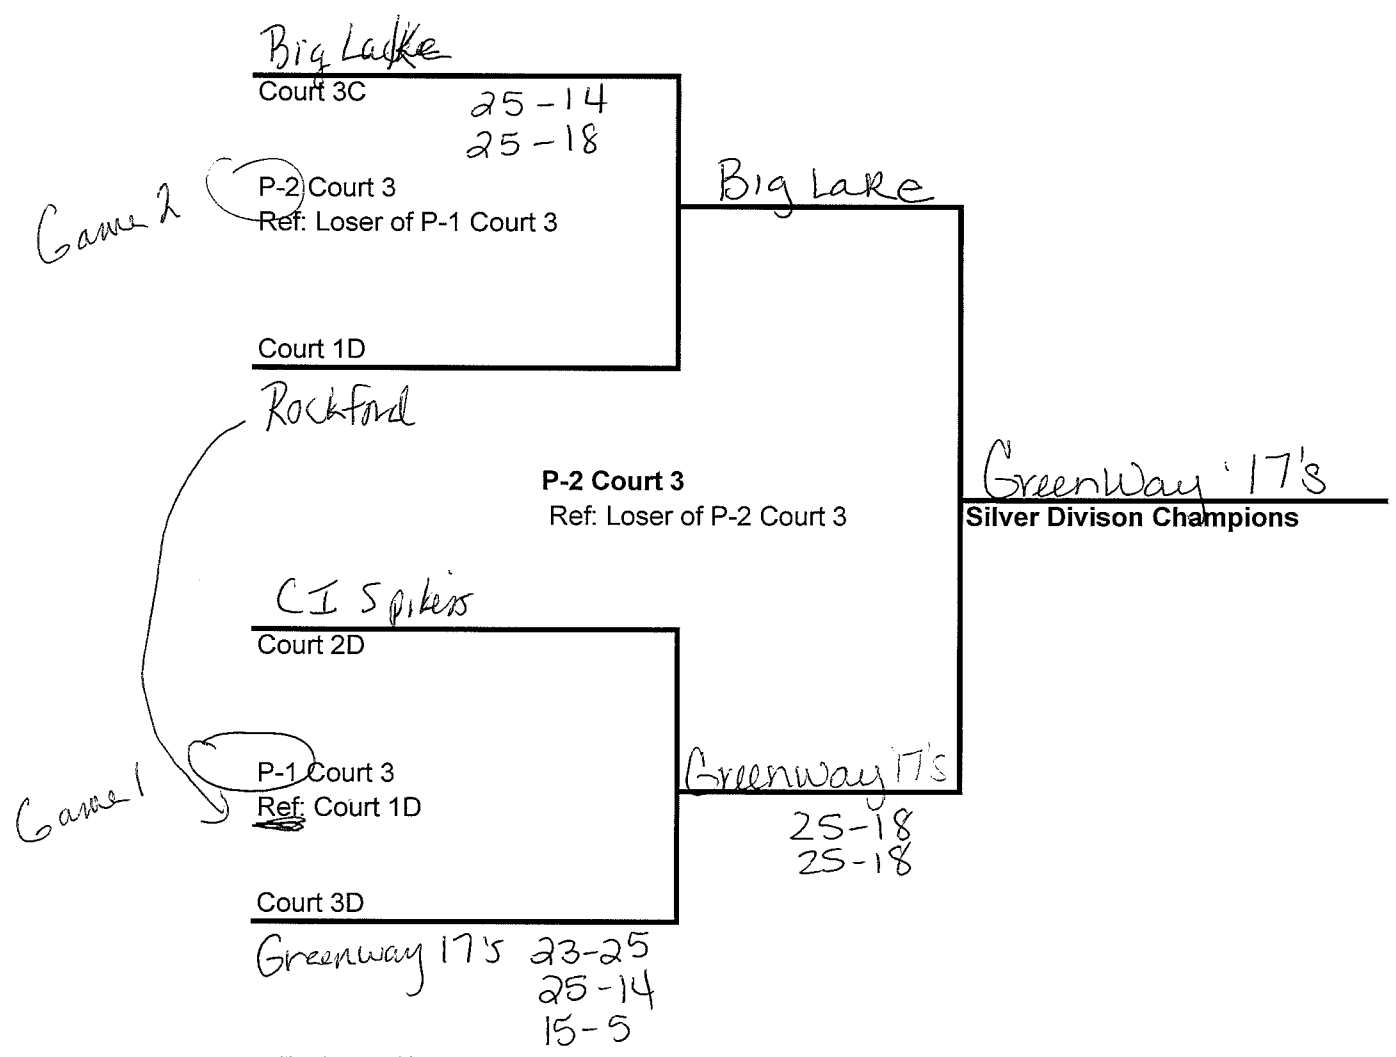 Big Lake
Court 3C
25-14
25-18
Game 2
P-2 Court 3
Ref: Loser of P-1 Court 3
Big Lake
Court 1D
Rockford
P-2 Court 3
Ref: Loser of P-2 Court 3
GreenWay '17's
Silver Divison Champions
CI Spikers
Court 2D
Game 1
P-1 Court 3
Ref: Court 1D
Greenway 17's
25-18
25-18
Court 3D
Greenway 17's 23-25
25-14
15-5